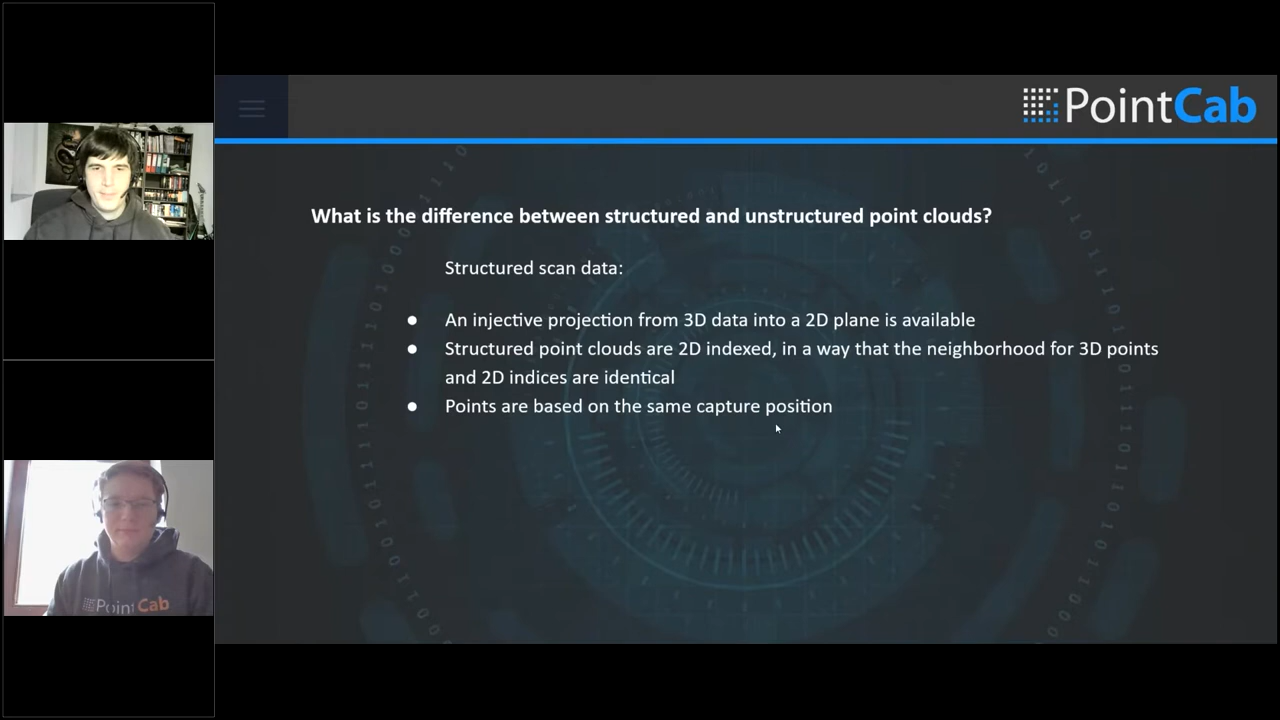 PointCab
What is the difference between structured and unstructured point clouds?
Structured scan data:
● An injective projection from 3D data into a 2D plane is available
● Structured point clouds are 2D indexed, in a way that the neighborhood for 3D points
and 2D indices are identical
● Points are based on the same capture position
PointCab